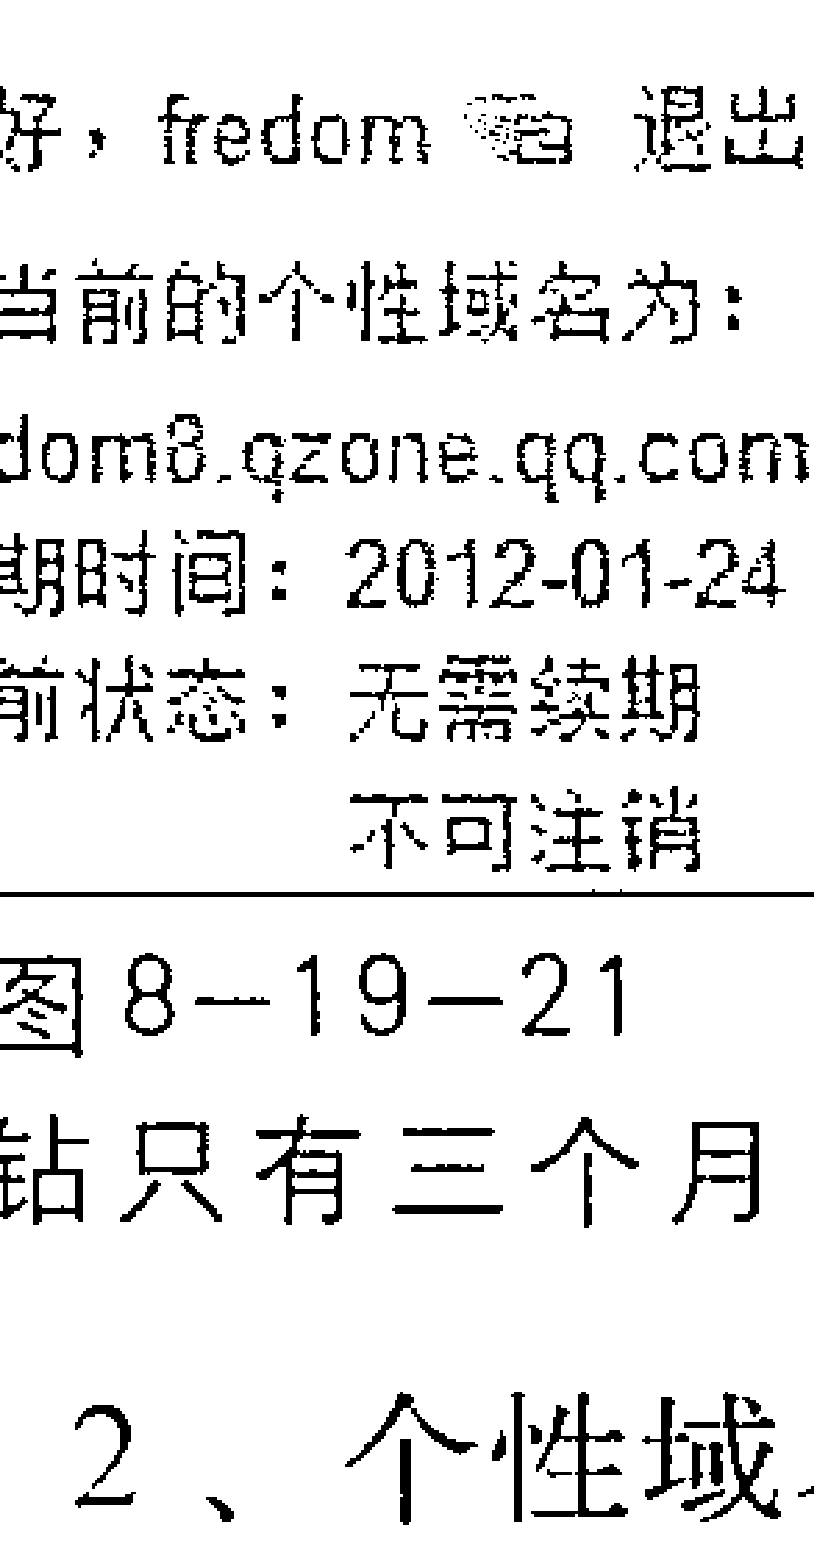 好，fredom 退出
当前的个性域名为：
dom8.qzone.qq.com
期时间：2012-01-24
前状态：无需续期
不可注销
图 8－19－21
钻只有三个月
2、个性域